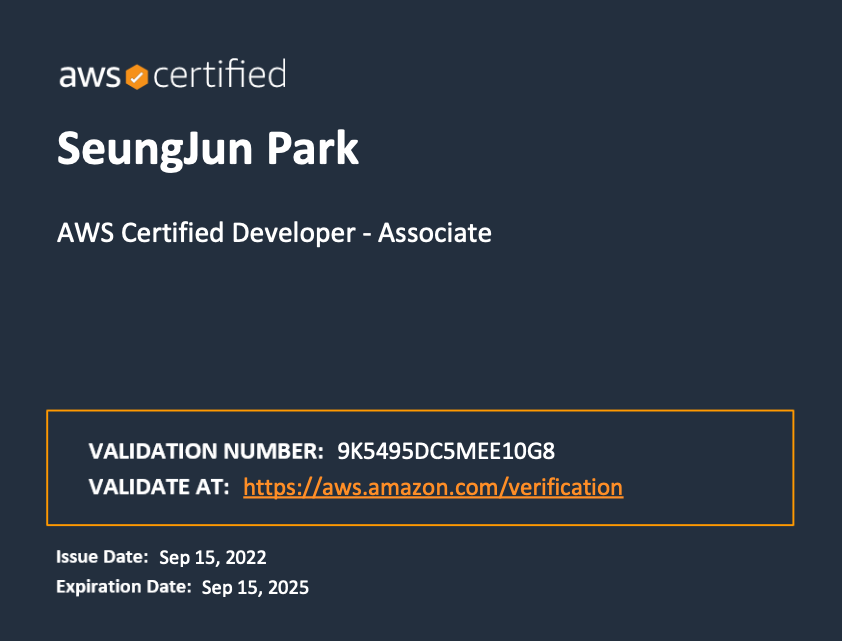 aws certified
SeungJun Park
AWS Certified Developer - Associate
VALIDATION NUMBER: 9K5495DC5MEE10G8
VALIDATE AT: https://aws.amazon.com/verification
Issue Date: Sep 15, 2022
Expiration Date: Sep 15, 2025